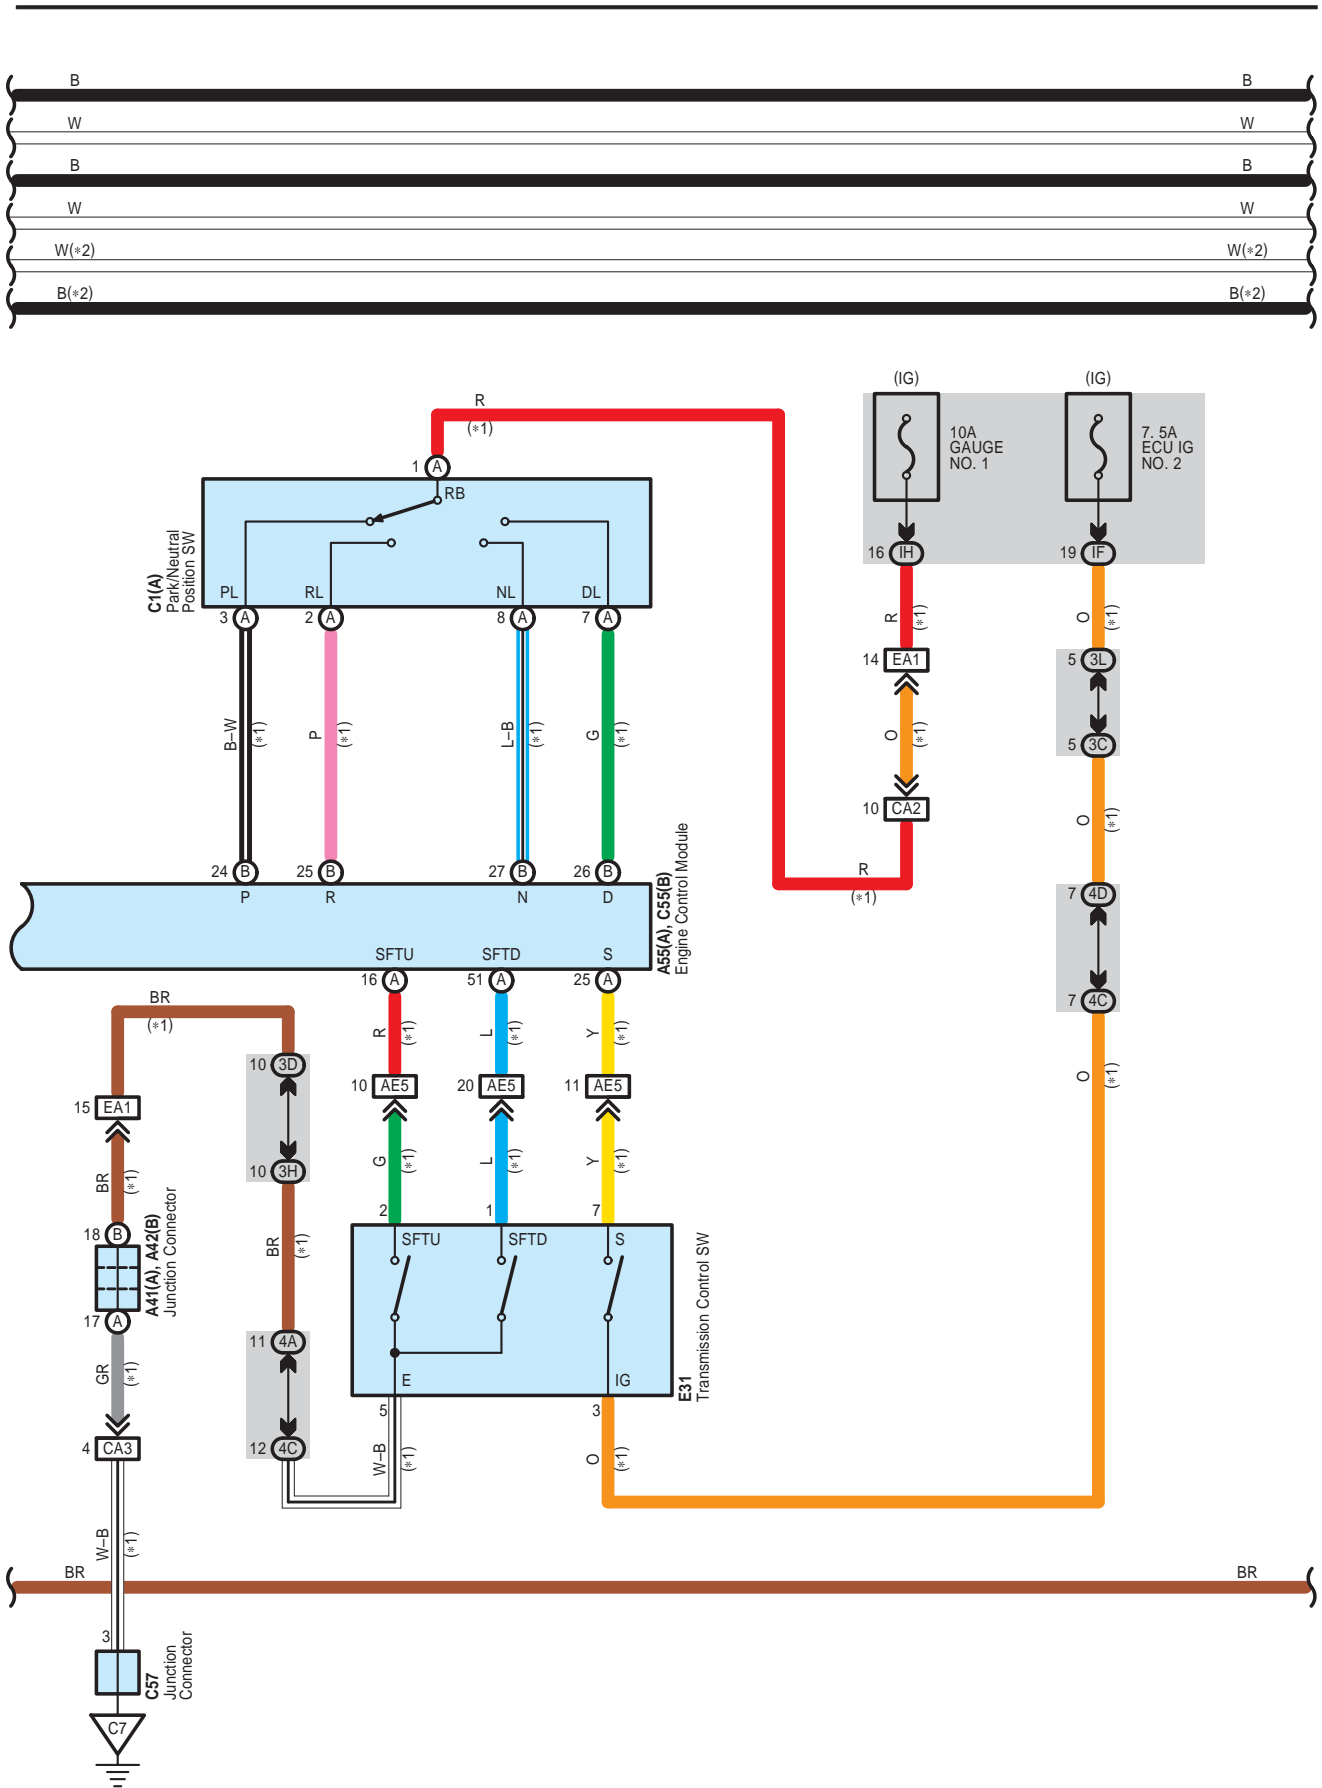 B B
W W
B B
W W
W(*2) W(*2)
B(*2) B(*2)
(IG) (IG)
R
(*1)
10A
GAUGE
NO. 1
7. 5A
ECU IG
NO. 2
1 A
RB
16 IH
19 IF
C1(A)
Park/Neutral
Position SW
PL RL NL DL
3 A 2 A 8 A 7 A
R
(*1)
O
(*1)
14 EA1
5 3L
B–W
(*1)
P
(*1)
L–B
(*1)
G
(*1)
O
(*1)
5 3C
10 CA2
O
(*1)
24 B 25 B 27 B 26 B
R
(*1)
P R N D
7 4D
A55(A), C55(B)
Engine Control Module
SFTU SFTD S
16 A 51 A 25 A
7 4C
BR
(*1)
R
(*1)
L
(*1)
Y
(*1)
10 3D
10 AE5 20 AE5 11 AE5
O
(*1)
15 EA1
10 3H
G
(*1)
L
(*1)
Y
(*1)
BR
(*1)
2 1 7
18 B
SFTU SFTD S
A41(A), A42(B)
Junction Connector
BR
(*1)
17 A
11 4A
E31
Transmission Control SW
GR
(*1)
E IG
5 3
4 CA3
12 4C
W–B
(*1)
O
(*1)
W–B
(*1)
BR BR
3
C57
Junction
Connector
C7